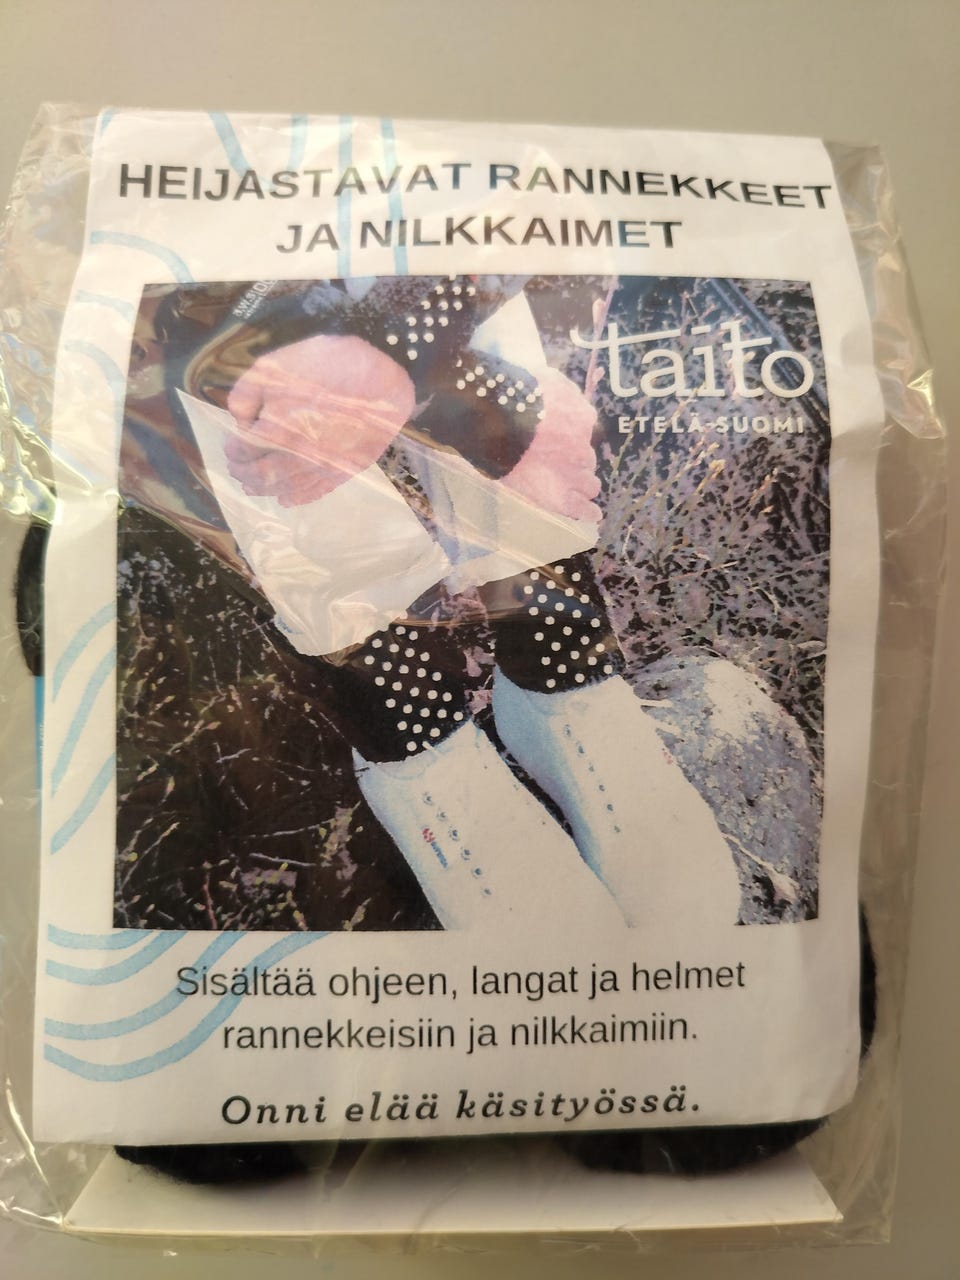 HEIJASTAVAT RANNEKKEET
JA NILKKAIMET
taito
ETELÄ-SUOMI
Sisältää ohjeen, langat ja helmet
rannekkeisiin ja nilkkaimiin.
Onni elää käsityössä.